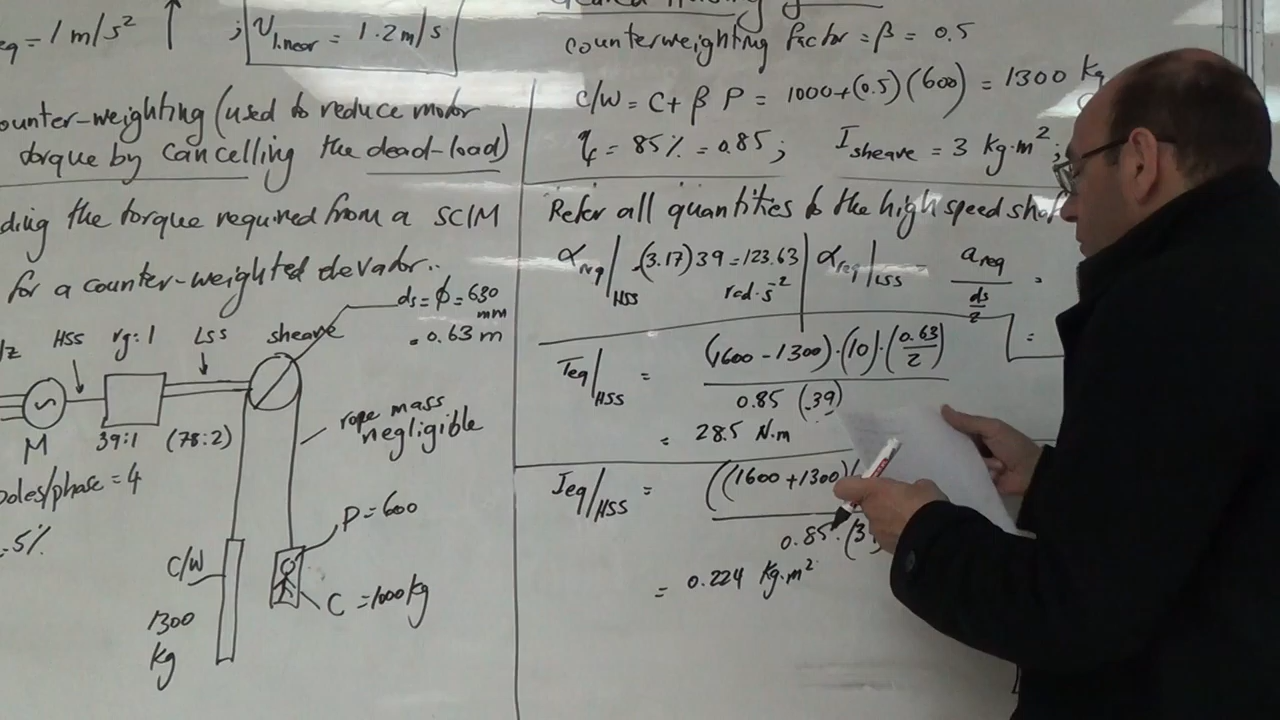 eq = 1 m/s² ↑ ; Vlinear = 1.2 m/s
ounter-weighting (used to reduce motor
torque by cancelling the dead-load)
ding the torque required from a SCIM
for a counter-weighted elevator..
ds = ϕ = 630 mm
= 0.63 m
z HSS rg:1 LSS sheave
M 39:1 (78:2)
rope mass
negligible
poles/phase = 4
5%
P = 600
C/W
1300
kg
C = 1000 kg
counterweighting factor = β = 0.5
C/W = C + β P = 1000 + (0.5)(600) = 1300 kg
= 85% = 0.85 ; Isheave = 3 kg·m² ;
Refer all quantities to the high speed
αreq/HSS = (3.17)39 = 123.63 rad·s⁻²
αreq/LSS = areq / (ds/2) =
=
Teq/HSS = (1600 - 1300)·(10)·(0.63/2)
0.85 (39)
= 28.5 N.m
Jeq/HSS = ((1600 + 1300)
0.85·(3
= 0.224 kg·m²